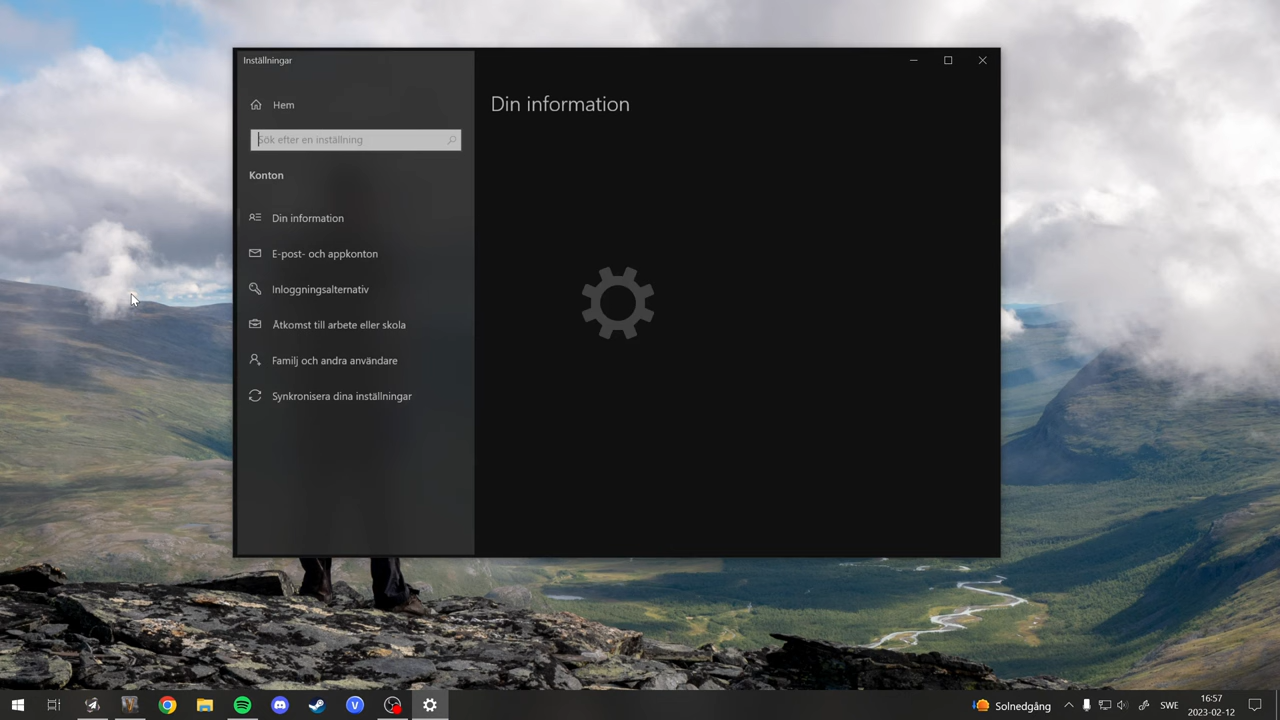 Inställningar
Hem
Sök efter en inställning
Konton
Din information
E-post- och appkonton
Inloggningsalternativ
Åtkomst till arbete eller skola
Familj och andra användare
Synkronisera dina inställningar
Din information
V
Solnedgång
SWE
16:57
2023-02-12